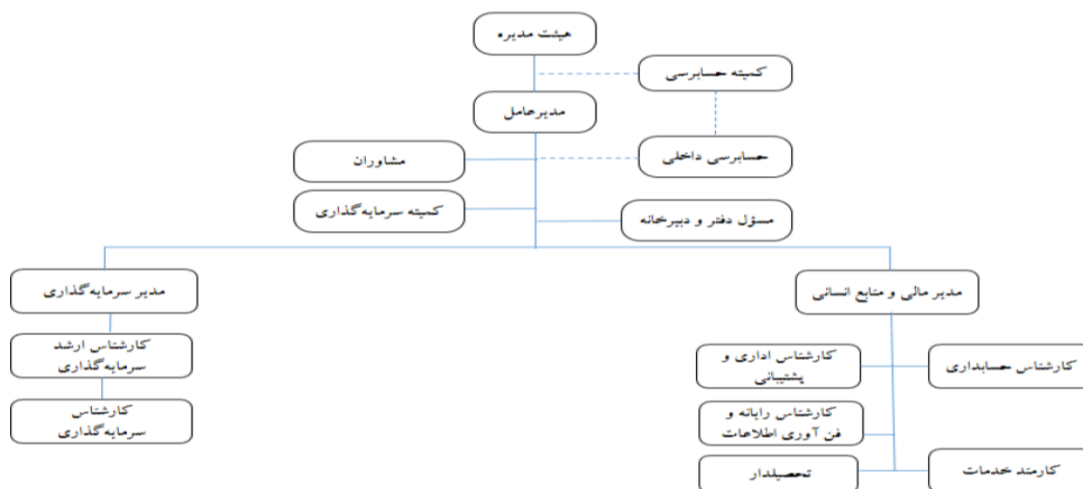 هیئت مدیره
کمیته حسابرسی
مدیرعامل
حسابرسی داخلی
مشاوران
کمیته سرمایه‌گذاری
مسؤل دفتر و دبیرخانه
مدیر مالی و منابع انسانی
مدیر سرمایه‌گذاری
کارشناس حسابداری
کارشناس اداری و
پشتیبانی
کارشناس ارشد
سرمایه‌گذاری
کارشناس رایانه و
فن آوری اطلاعات
کارشناس
سرمایه‌گذاری
کارمند خدمات
تحصیلدار